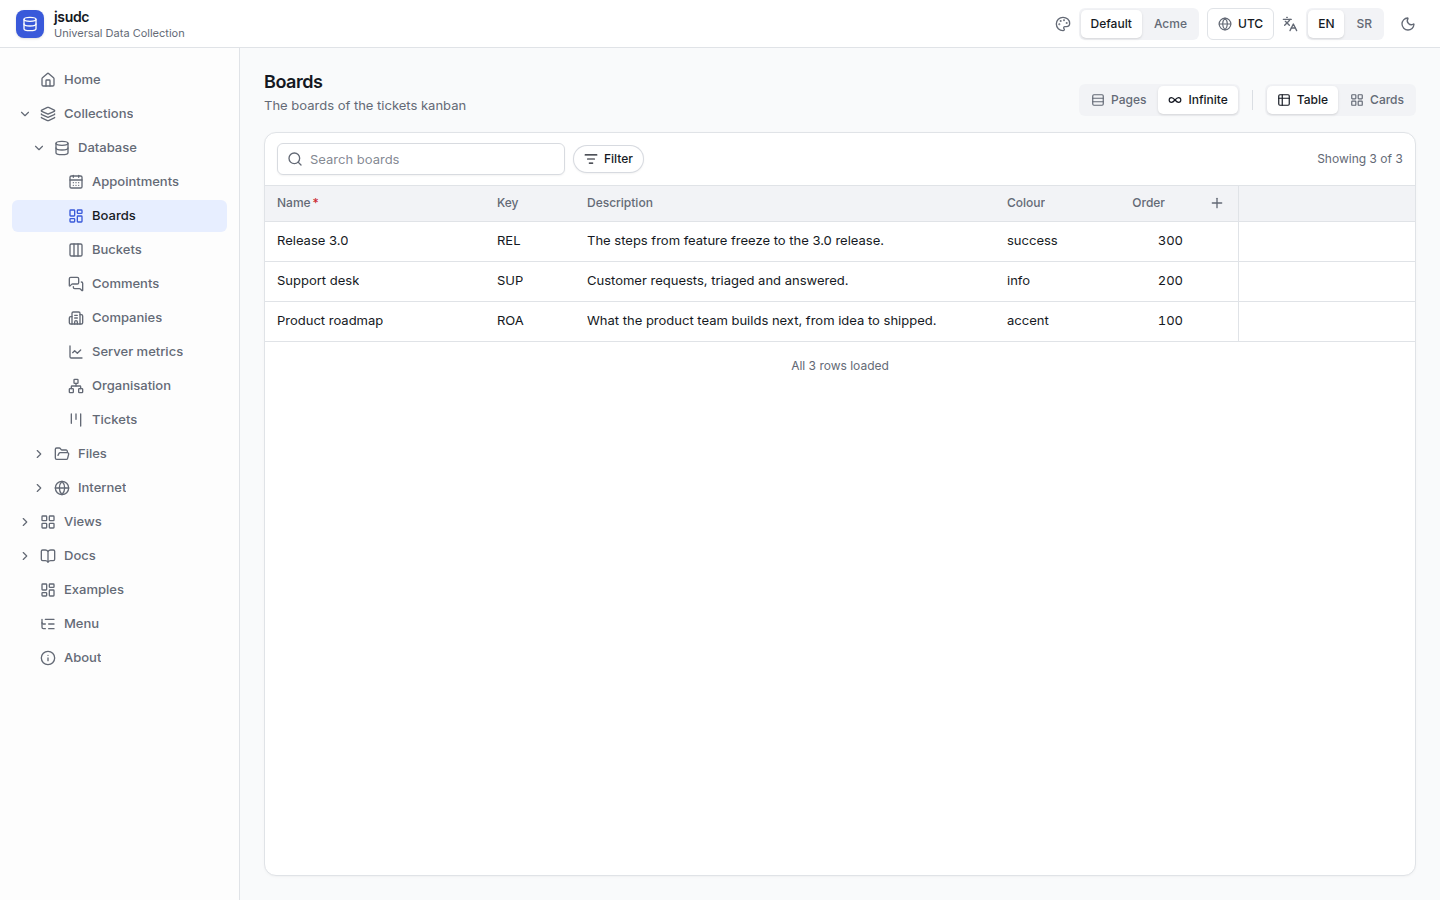 jsudc
Universal Data Collection
Default
Acme
UTC
EN
SR
Home
Collections
Database
Appointments
Boards
Buckets
Comments
Companies
Server metrics
Organisation
Tickets
Files
Internet
Views
Docs
Examples
Menu
About
Boards
The boards of the tickets kanban
Pages
Infinite
Table
Cards
Search boards
Filter
Showing 3 of 3
Name* Key Description Colour Order +
Release 3.0 REL The steps from feature freeze to the 3.0 release. success 300
Support desk SUP Customer requests, triaged and answered. info 200
Product roadmap ROA What the product team builds next, from idea to shipped. accent 100
All 3 rows loaded